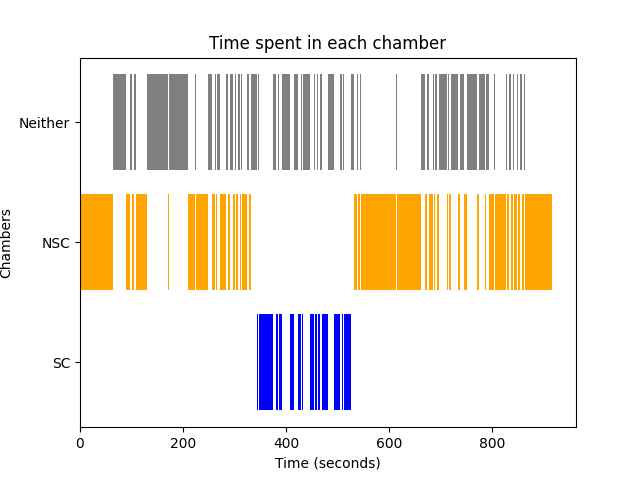 Time spent in each chamber
Neither
NSC
SC
Chambers
0 200 400 600 800
Time (seconds)